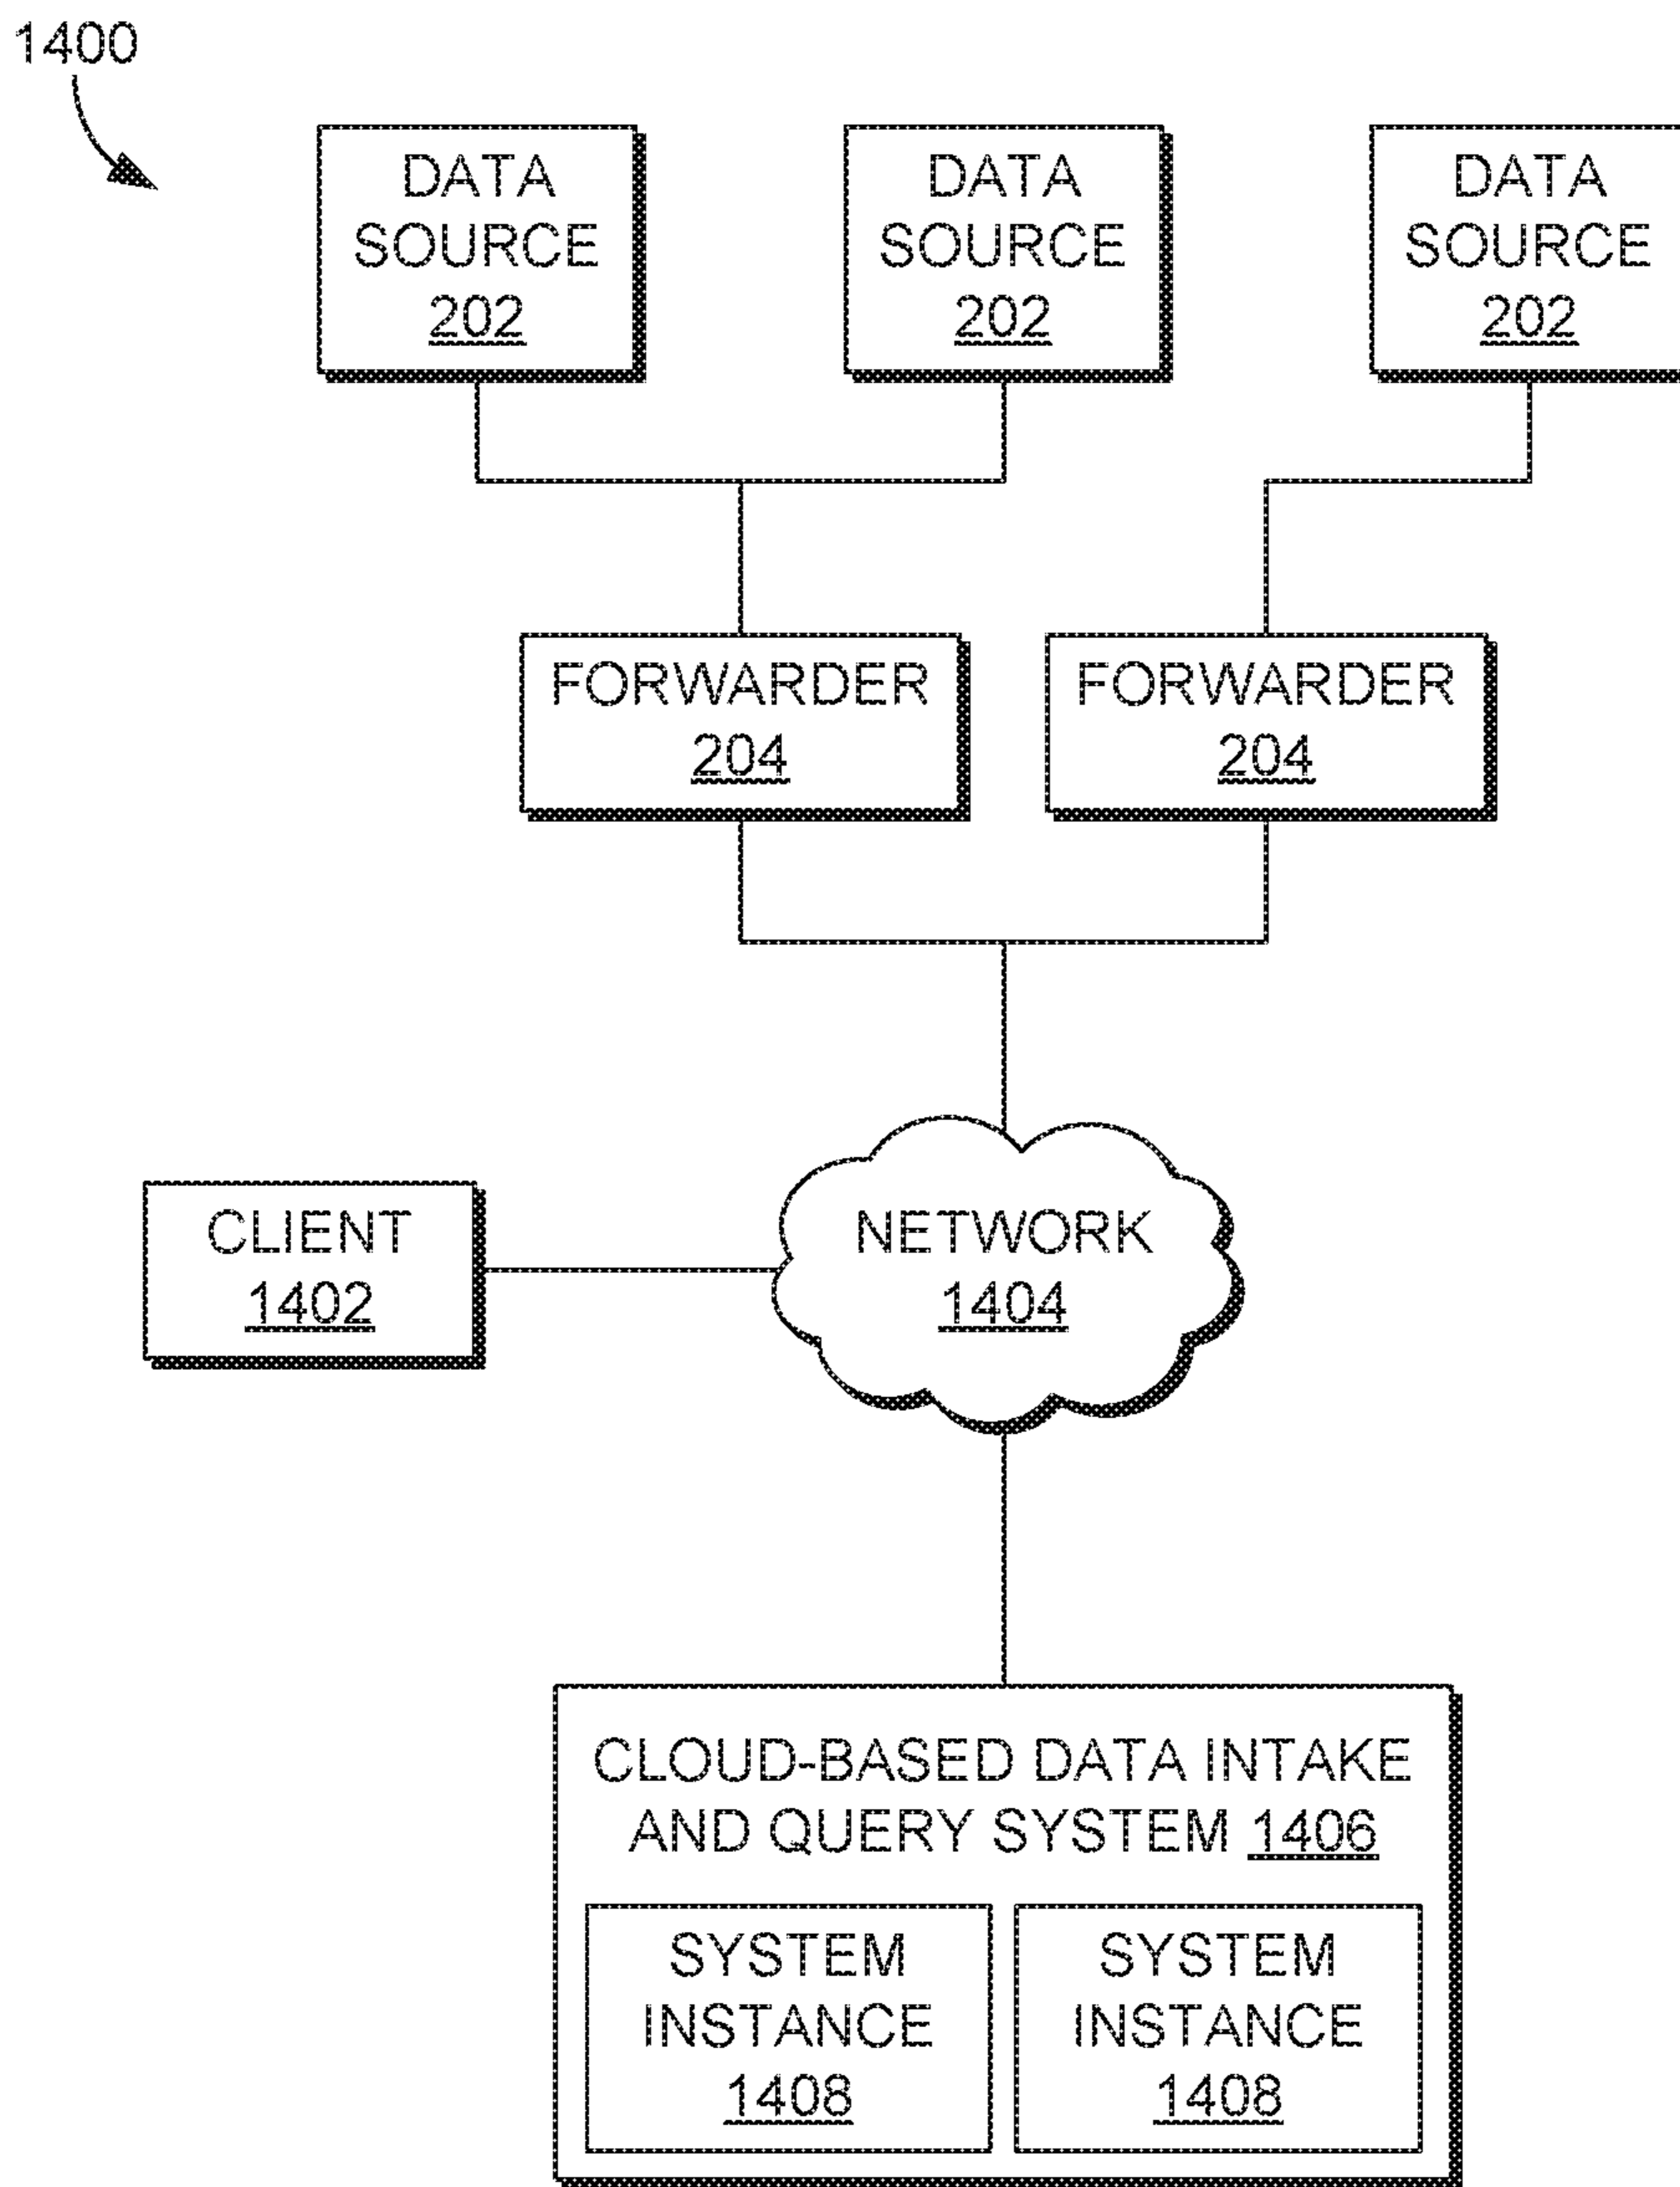 1400
DATA
SOURCE
202
DATA
SOURCE
202
DATA
SOURCE
202
FORWARDER
204
FORWARDER
204
CLIENT
1402
NETWORK
1404
CLOUD-BASED DATA INTAKE
AND QUERY SYSTEM 1406
SYSTEM
INSTANCE
1408
SYSTEM
INSTANCE
1408